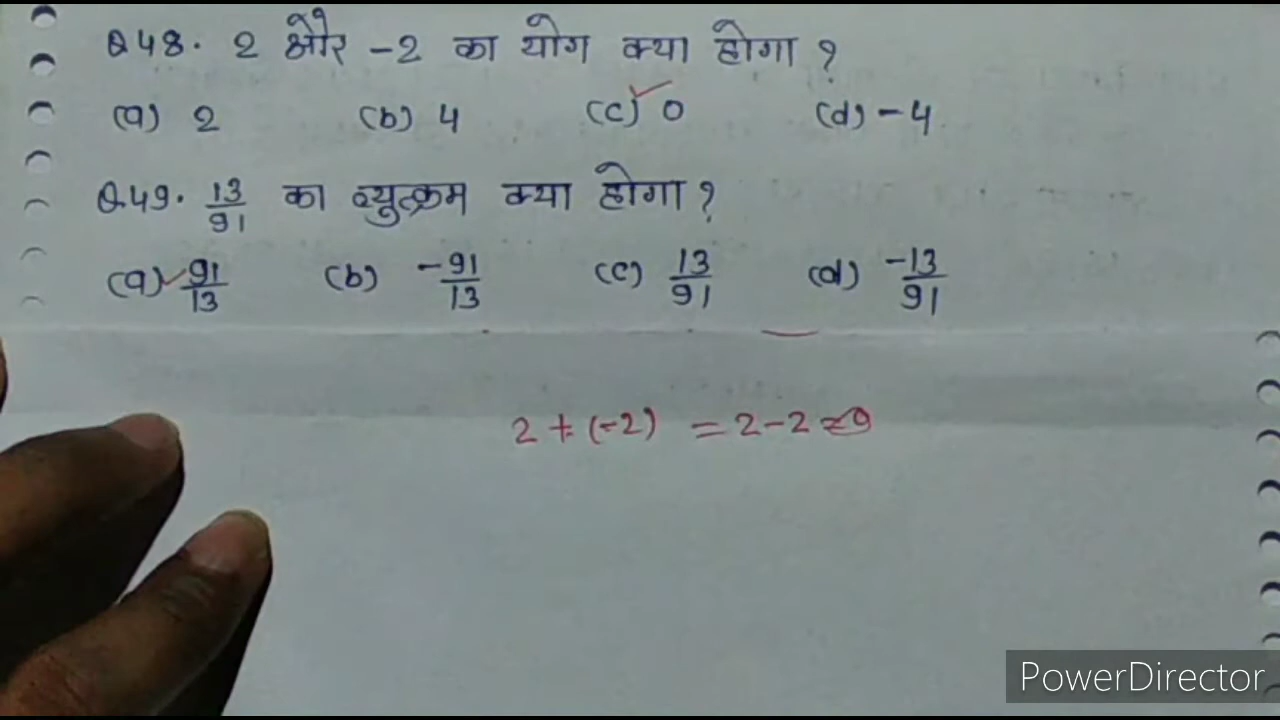 Q48. 2 और -2 का योग क्या होगा ?
(a) 2 (b) 4 (c) 0 (d) -4
Q49. 13/91 का व्युत्क्रम क्या होगा ?
(a) 91/13 (b) -91/13 (c) 13/91 (d) -13/91
2 + (-2) = 2-2 = 0
PowerDirector